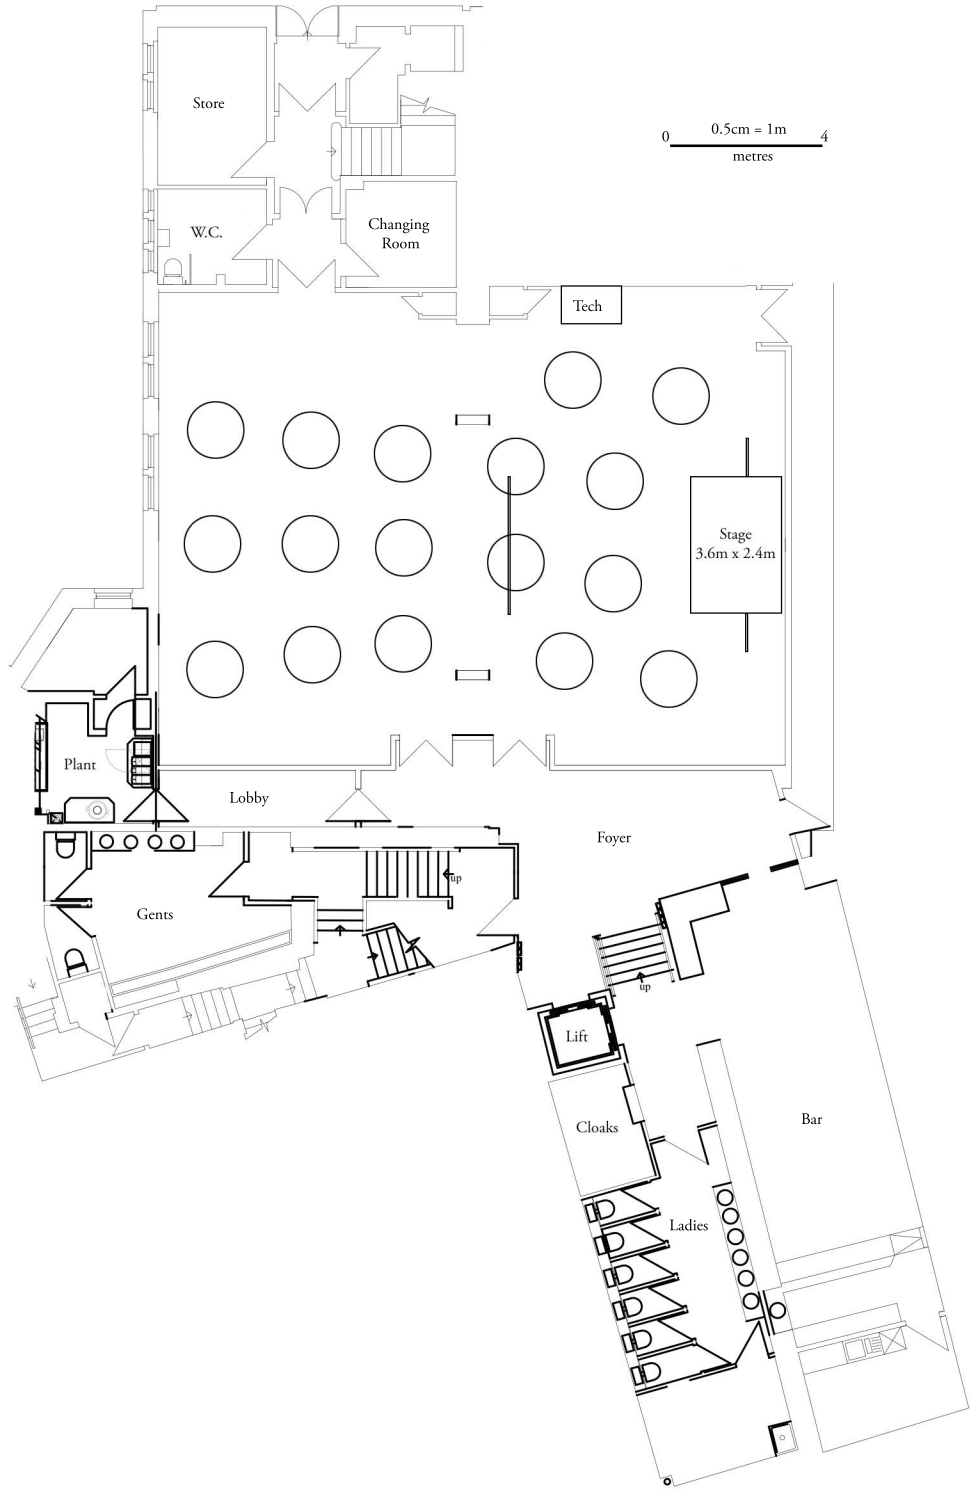 Store
0
0.5cm = 1m
4
metres
W.C.
Changing
Room
Tech
Stage
3.6m x 2.4m
Plant
Lobby
Foyer
up
Gents
up
Lift
Cloaks
Bar
Ladies